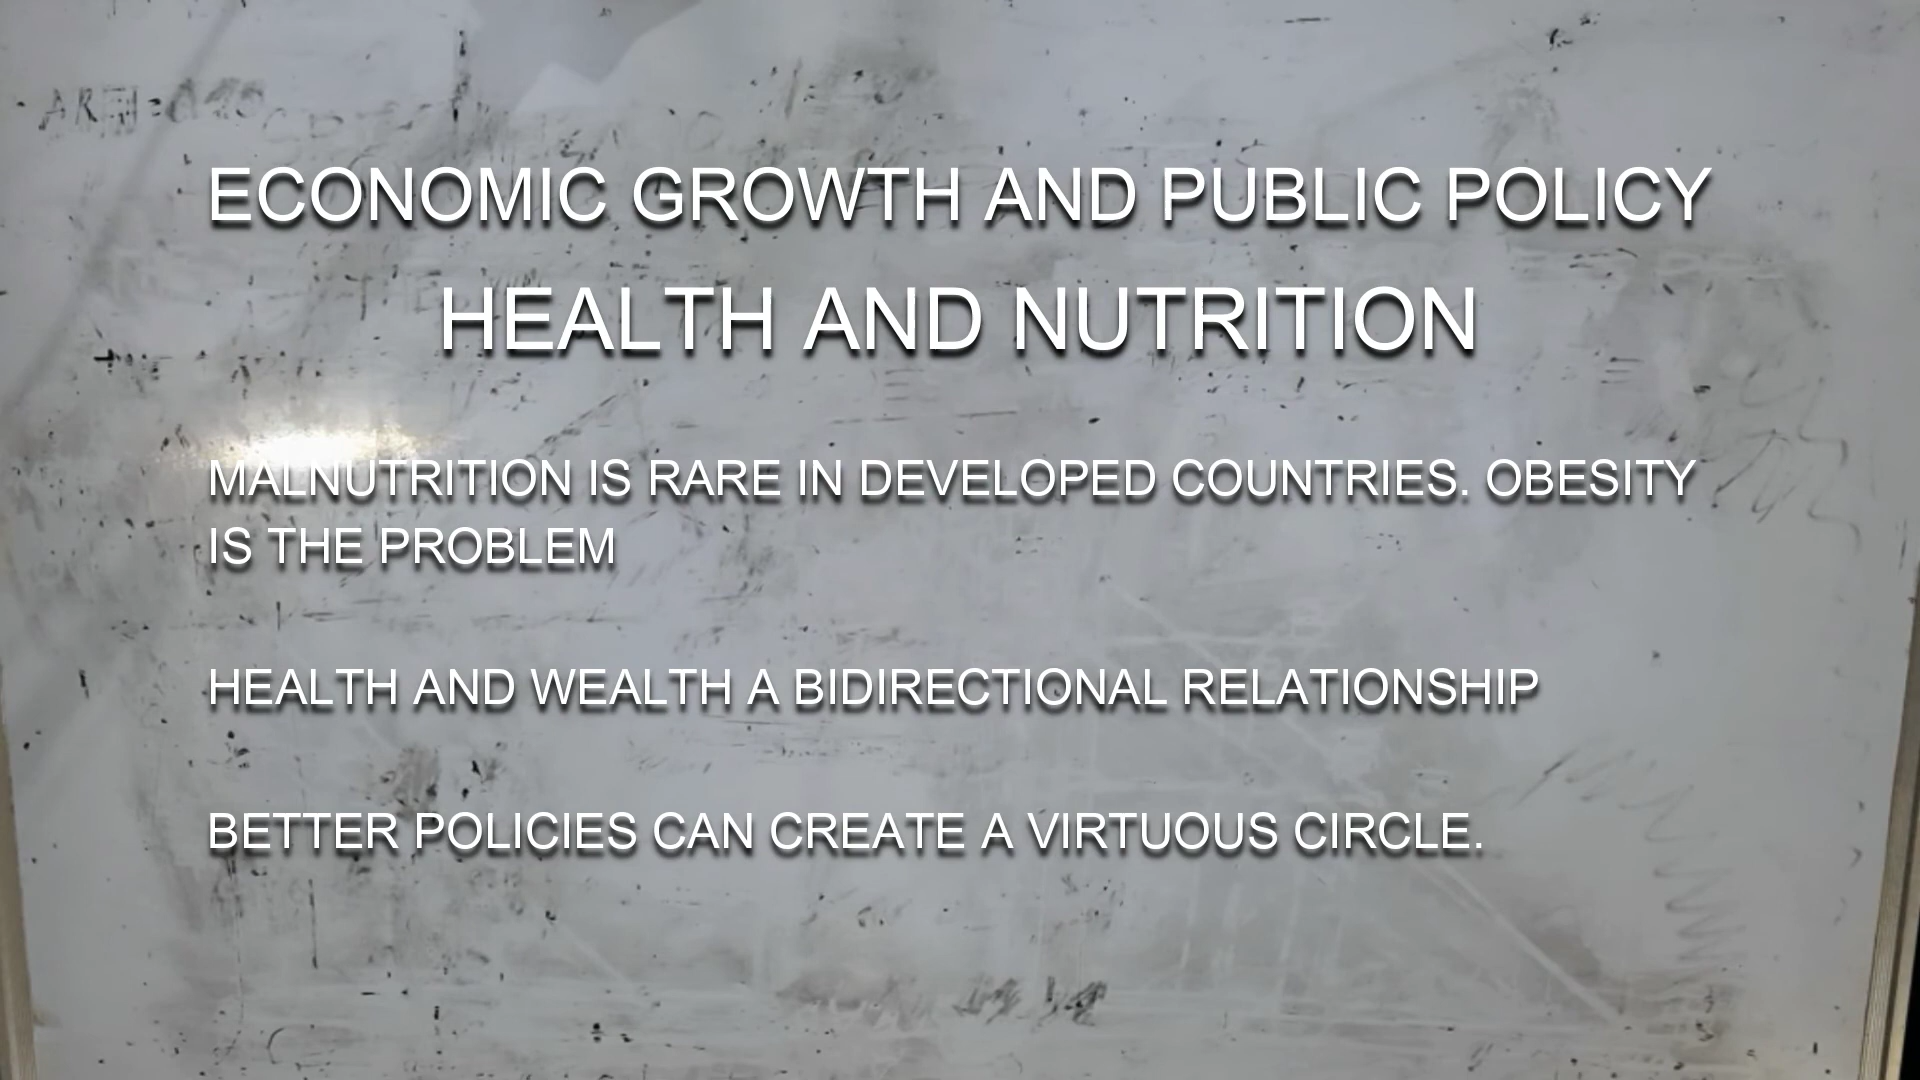 ECONOMIC GROWTH AND PUBLIC POLICY
HEALTH AND NUTRITION
MALNUTRITION IS RARE IN DEVELOPED COUNTRIES. OBESITY
IS THE PROBLEM
HEALTH AND WEALTH A BIDIRECTIONAL RELATIONSHIP
BETTER POLICIES CAN CREATE A VIRTUOUS CIRCLE.